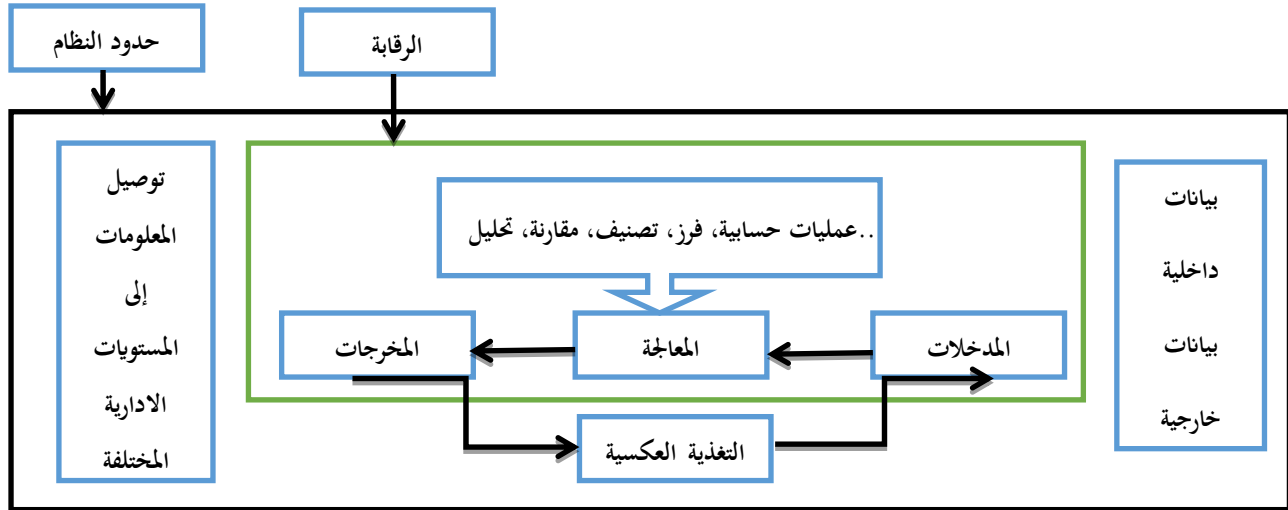 الرقابة
حدود النظام
بيانات
داخلية
بيانات
خارجية
..عمليات حسابية، فرز، تصنيف، مقارنة، تحليل
المدخلات
المعالجة
المخرجات
التغذية العكسية
توصيل
المعلومات
إلى
المستويات
الادارية
المختلفة